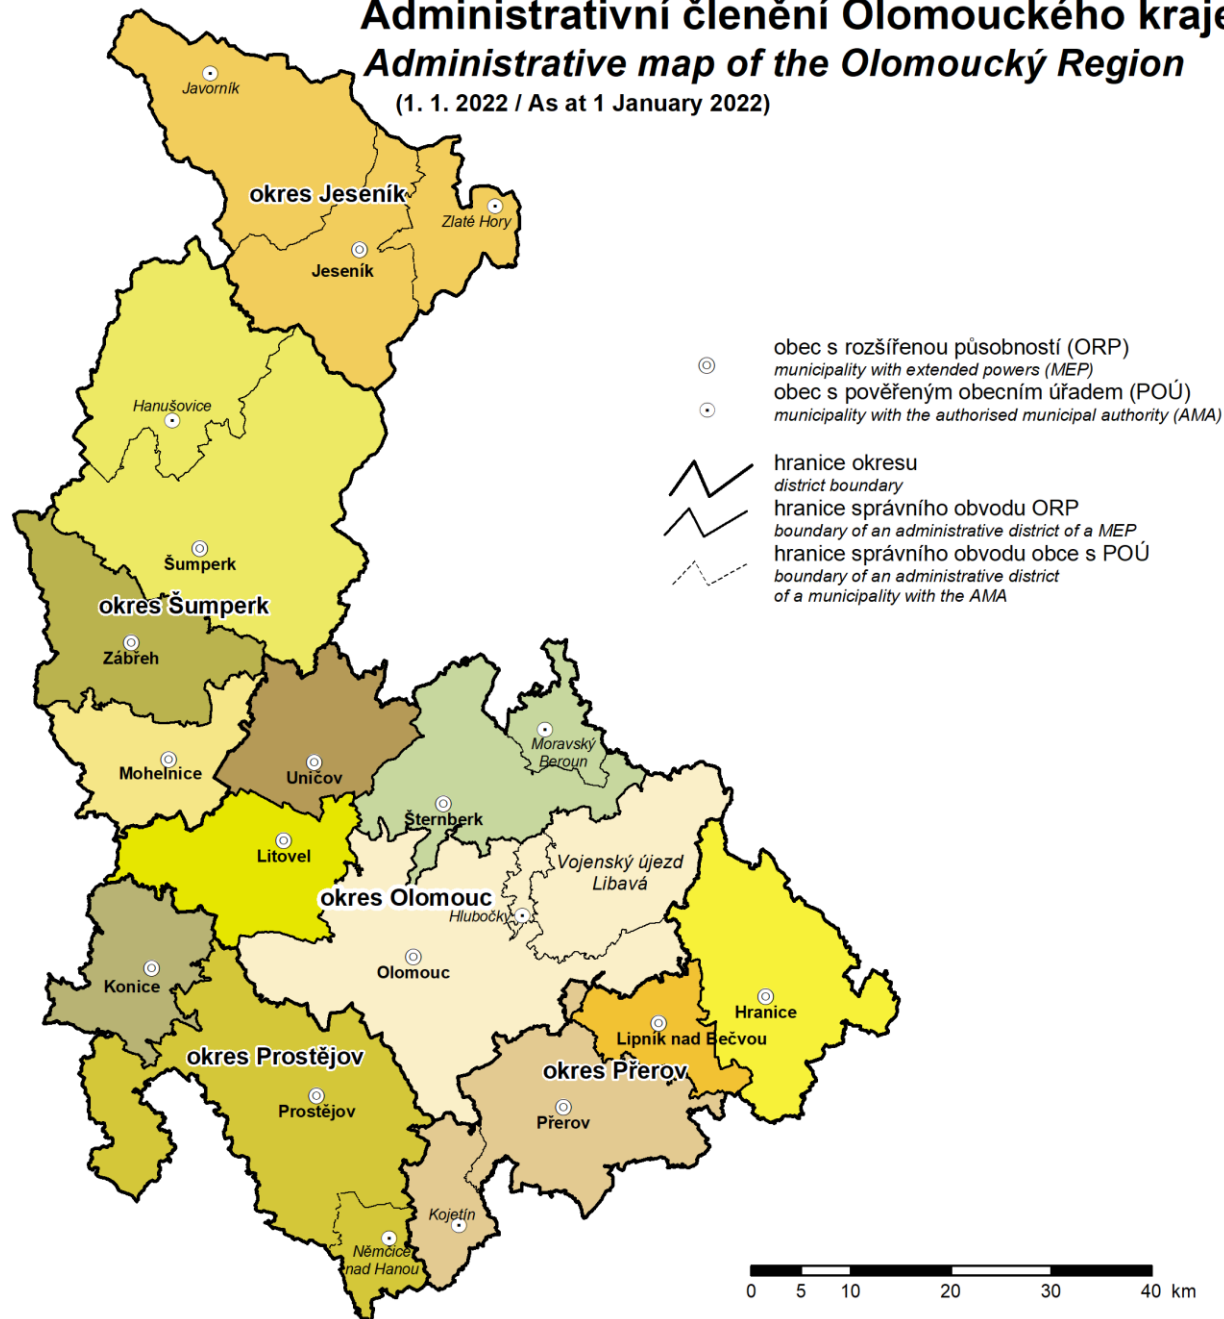 Administrativní členění Olomouckého kraje
Administrative map of the Olomoucký Region
(1. 1. 2022 / As at 1 January 2022)
Javorník
okres Jeseník
Zlaté Hory
Jeseník
obec s rozšířenou působností (ORP)
municipality with extended powers (MEP)
obec s pověřeným obecním úřadem (POÚ)
municipality with the authorised municipal authority (AMA)
hranice okresu
district boundary
hranice správního obvodu ORP
boundary of an administrative district of a MEP
hranice správního obvodu obce s POÚ
boundary of an administrative district
of a municipality with the AMA
Hanušovice
Šumperk
okres Šumperk
Zábřeh
Mohelnice
Uničov
Moravský
Beroun
Šternberk
Litovel
Vojenský újezd
Libavá
okres Olomouc
Hlubočky
Olomouc
Konice
Hranice
Lipník nad Bečvou
okres Prostějov
okres Přerov
Prostějov
Přerov
Kojetín
Němčice
nad Hanou
0 5 10 20 30 40 km